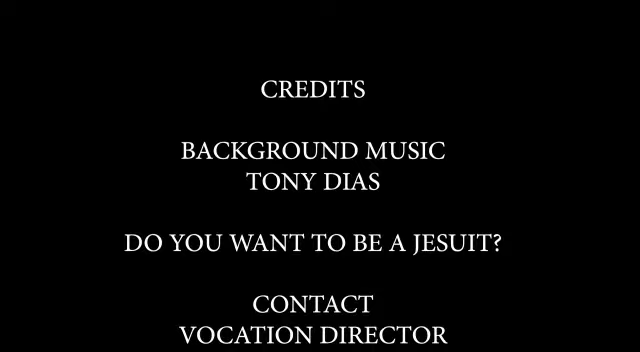 CREDITS
BACKGROUND MUSIC
TONY DIAS
DO YOU WANT TO BE A JESUIT?
CONTACT
VOCATION DIRECTOR